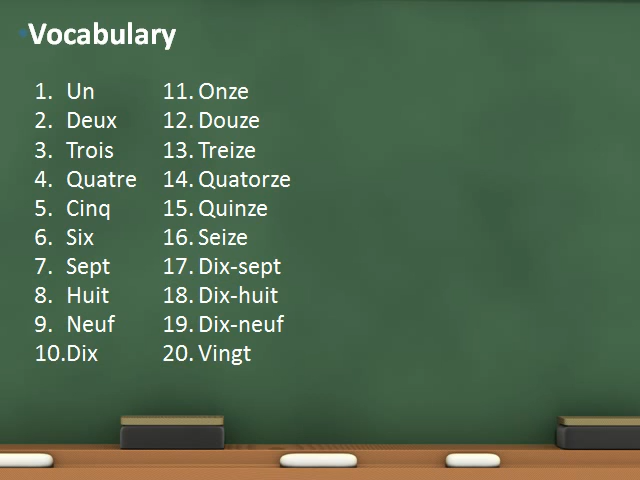 •Vocabulary
1. Un
2. Deux
3. Trois
4. Quatre
5. Cinq
6. Six
7. Sept
8. Huit
9. Neuf
10.Dix
11. Onze
12. Douze
13. Treize
14. Quatorze
15. Quinze
16. Seize
17. Dix-sept
18. Dix-huit
19. Dix-neuf
20. Vingt